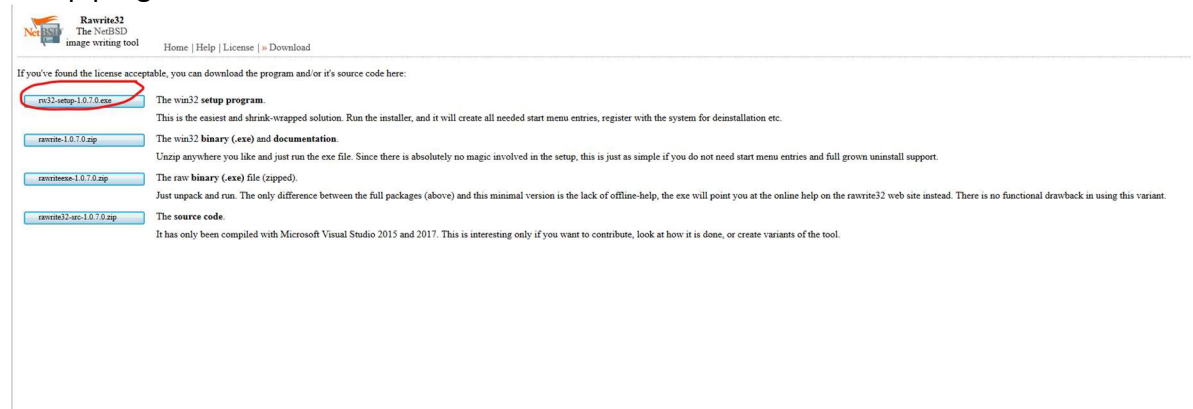 Rawrite32
The NetBSD
image writing tool
Home | Help | License | » Download
If you've found the license acceptable, you can download the program and/or it's source code here:
rw32-setup-1.0.7.0.exe
The win32 setup program.
This is the easiest and shrink-wrapped solution. Run the installer, and it will create all needed start menu entries, register with the system for deinstallation etc.
rawrite-1.0.7.0.zip
The win32 binary (.exe) and documentation.
Unzip anywhere you like and just run the exe file. Since there is absolutely no magic involved in the setup, this is just as simple if you do not need start menu entries and full grown uninstall support.
rawriteexe-1.0.7.0.zip
The raw binary (.exe) file (zipped).
Just unpack and run. The only difference between the full packages (above) and this minimal version is the lack of offline-help, the exe will point you at the online help on the rawrite32 web site instead. There is no functional drawback in using this variant.
rawrite32-src-1.0.7.0.zip
The source code.
It has only been compiled with Microsoft Visual Studio 2015 and 2017. This is interesting only if you want to contribute, look at how it is done, or create variants of the tool.